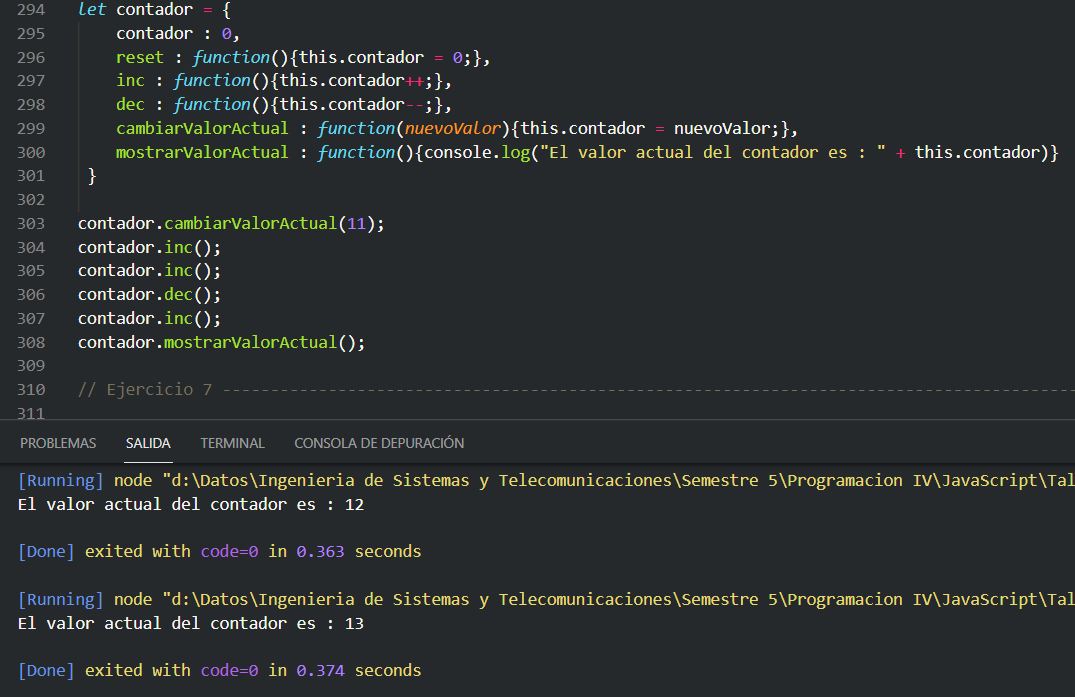 294 let contador = {
295 contador : 0,
296 reset : function(){this.contador = 0;},
297 inc : function(){this.contador++;},
298 dec : function(){this.contador--;},
299 cambiarValorActual : function(nuevoValor){this.contador = nuevoValor;},
300 mostrarValorActual : function(){console.log("El valor actual del contador es : " + this.contador)}
301 }
302
303 contador.cambiarValorActual(11);
304 contador.inc();
305 contador.inc();
306 contador.dec();
307 contador.inc();
308 contador.mostrarValorActual();
309
310 // Ejercicio 7 -----------------------------------------------------------------------------------------
311
PROBLEMAS SALIDA TERMINAL CONSOLA DE DEPURACIÓN
[Running] node "d:\Datos\Ingenieria de Sistemas y Telecomunicaciones\Semestre 5\Programacion IV\JavaScript\Tal
El valor actual del contador es : 12
[Done] exited with code=0 in 0.363 seconds
[Running] node "d:\Datos\Ingenieria de Sistemas y Telecomunicaciones\Semestre 5\Programacion IV\JavaScript\Tal
El valor actual del contador es : 13
[Done] exited with code=0 in 0.374 seconds